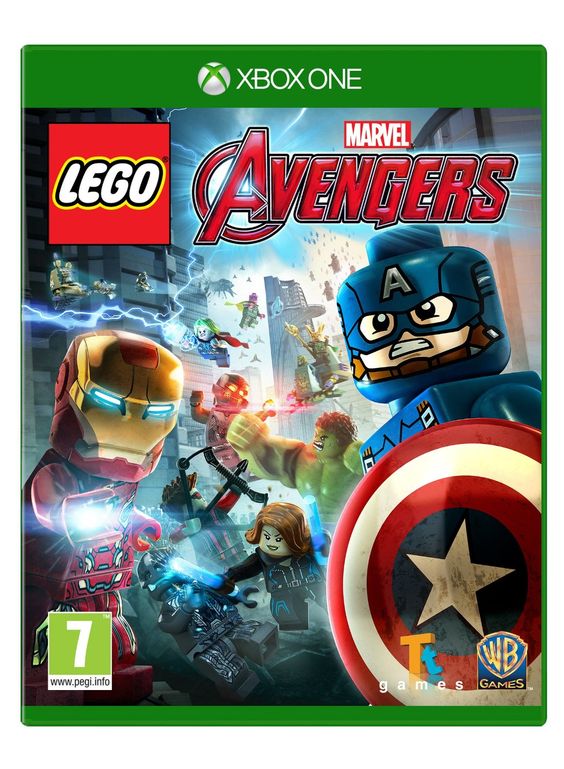 XBOX ONE
LEGO®
MARVEL
AVENGERS
A
7
www.pegi.info
Tt
games
WB
GAMES